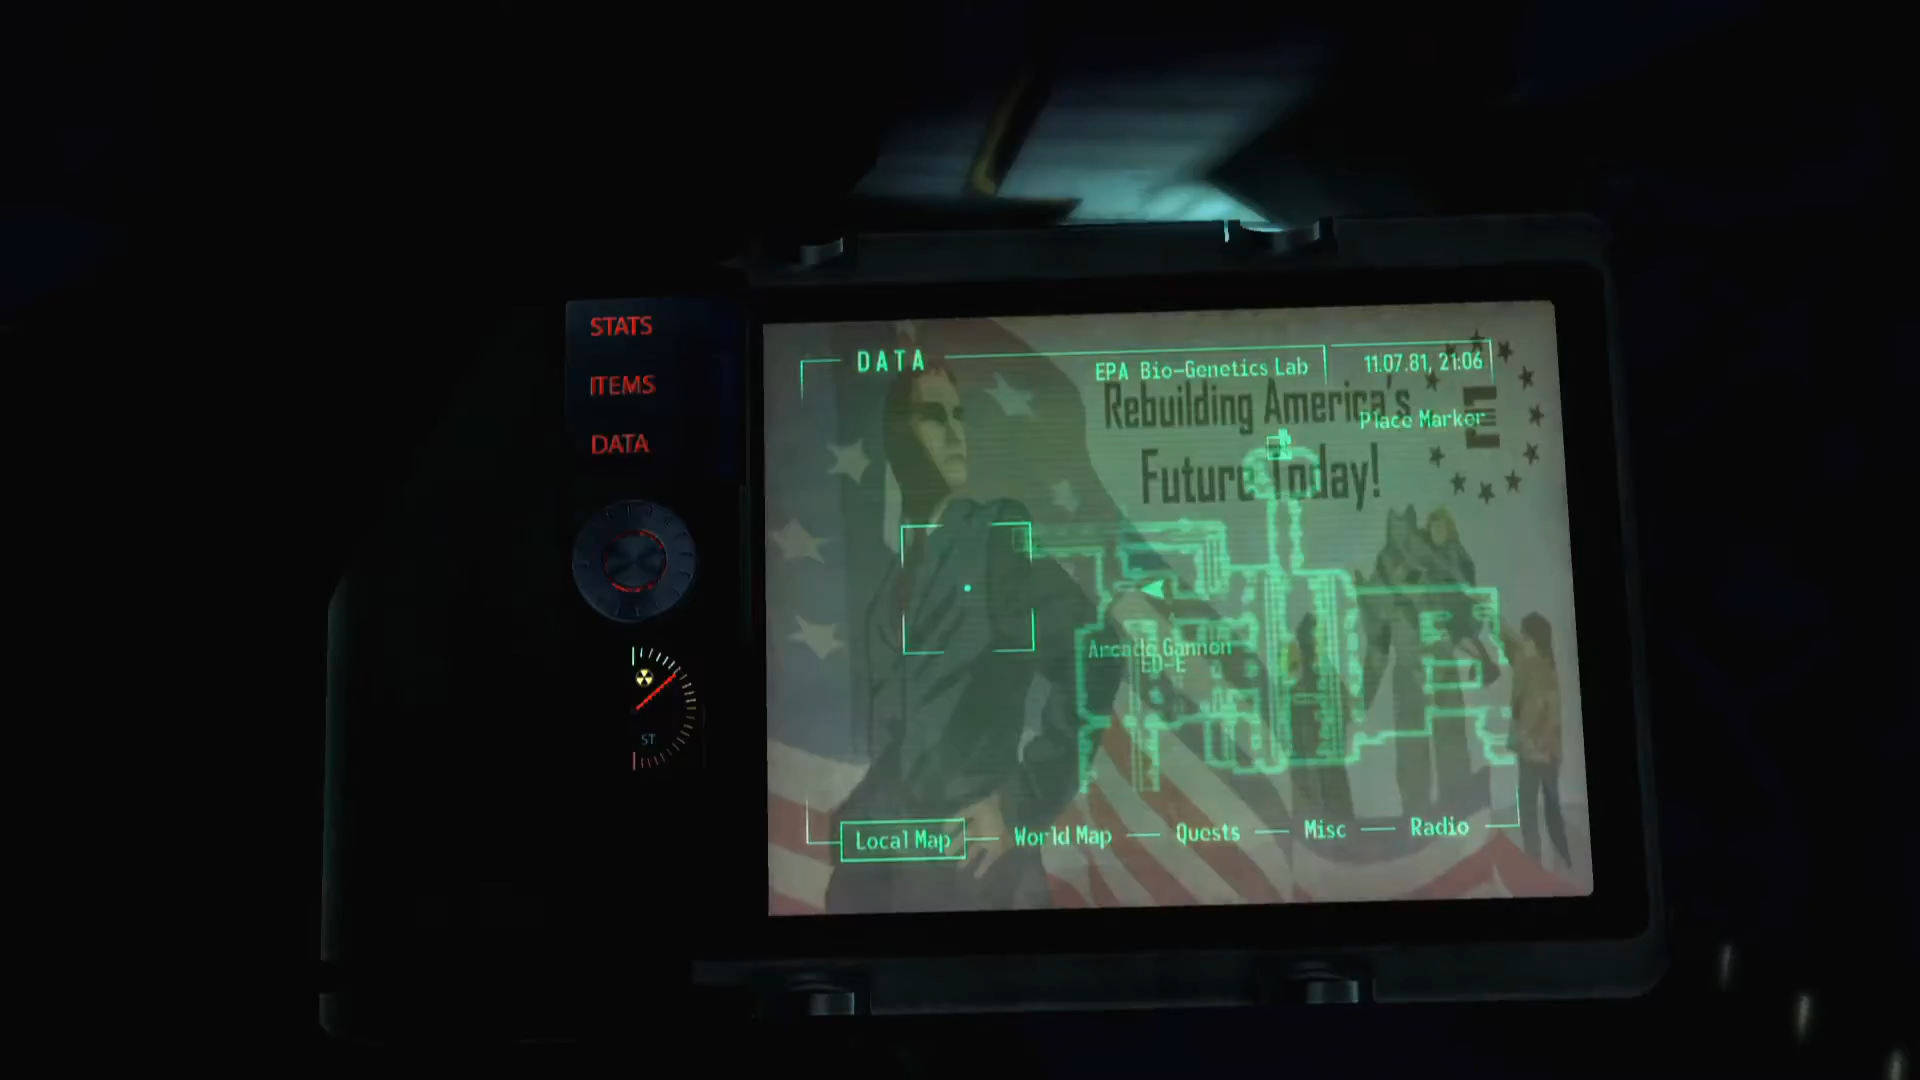 STATS
ITEMS
DATA
ST
DATA
EPA Bio-Genetics Lab
11.07.81, 21:06
Rebuilding America's
Future Today!
Place Marker
E
Arcade Gannon
ED-E
Local Map
World Map
Quests
Misc
Radio